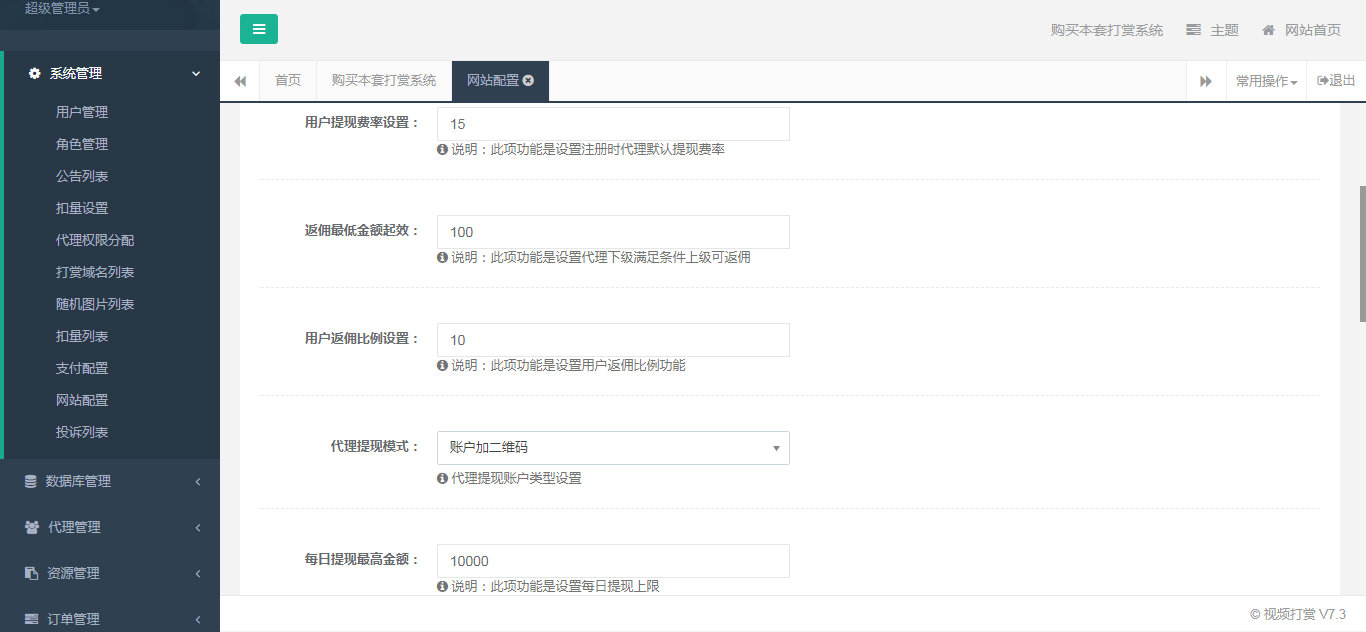 超级管理员
购买本套打赏系统
主题
网站首页
首页
购买本套打赏系统
网站配置
常用操作
退出
系统管理
用户管理
角色管理
公告列表
扣量设置
代理权限分配
打赏域名列表
随机图片列表
扣量列表
支付配置
网站配置
投诉列表
数据库管理
代理管理
资源管理
订单管理
用户提现费率设置：
15
说明：此项功能是设置注册时代理默认提现费率
返佣最低金额起效：
100
说明：此项功能是设置代理下级满足条件上级可返佣
用户返佣比例设置：
10
说明：此项功能是设置用户返佣比例功能
代理提现模式：
账户加二维码
代理提现账户类型设置
每日提现最高金额：
10000
说明：此项功能是设置每日提现上限
© 视频打赏 V7.3